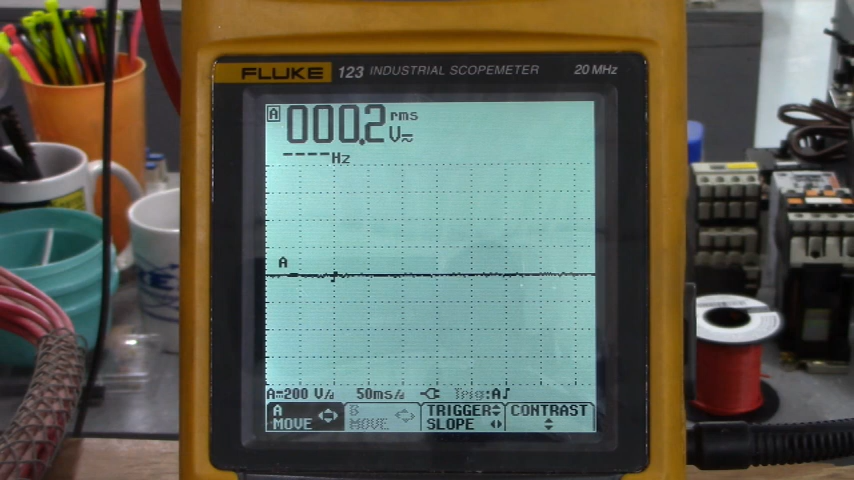 FLUKE 123 INDUSTRIAL SCOPEMETER 20 MHz
A 000.2 rms
V≂
----Hz
A
A=200 V/d 50ms/d Trig:A
A MOVE B MOVE TRIGGER SLOPE CONTRAST